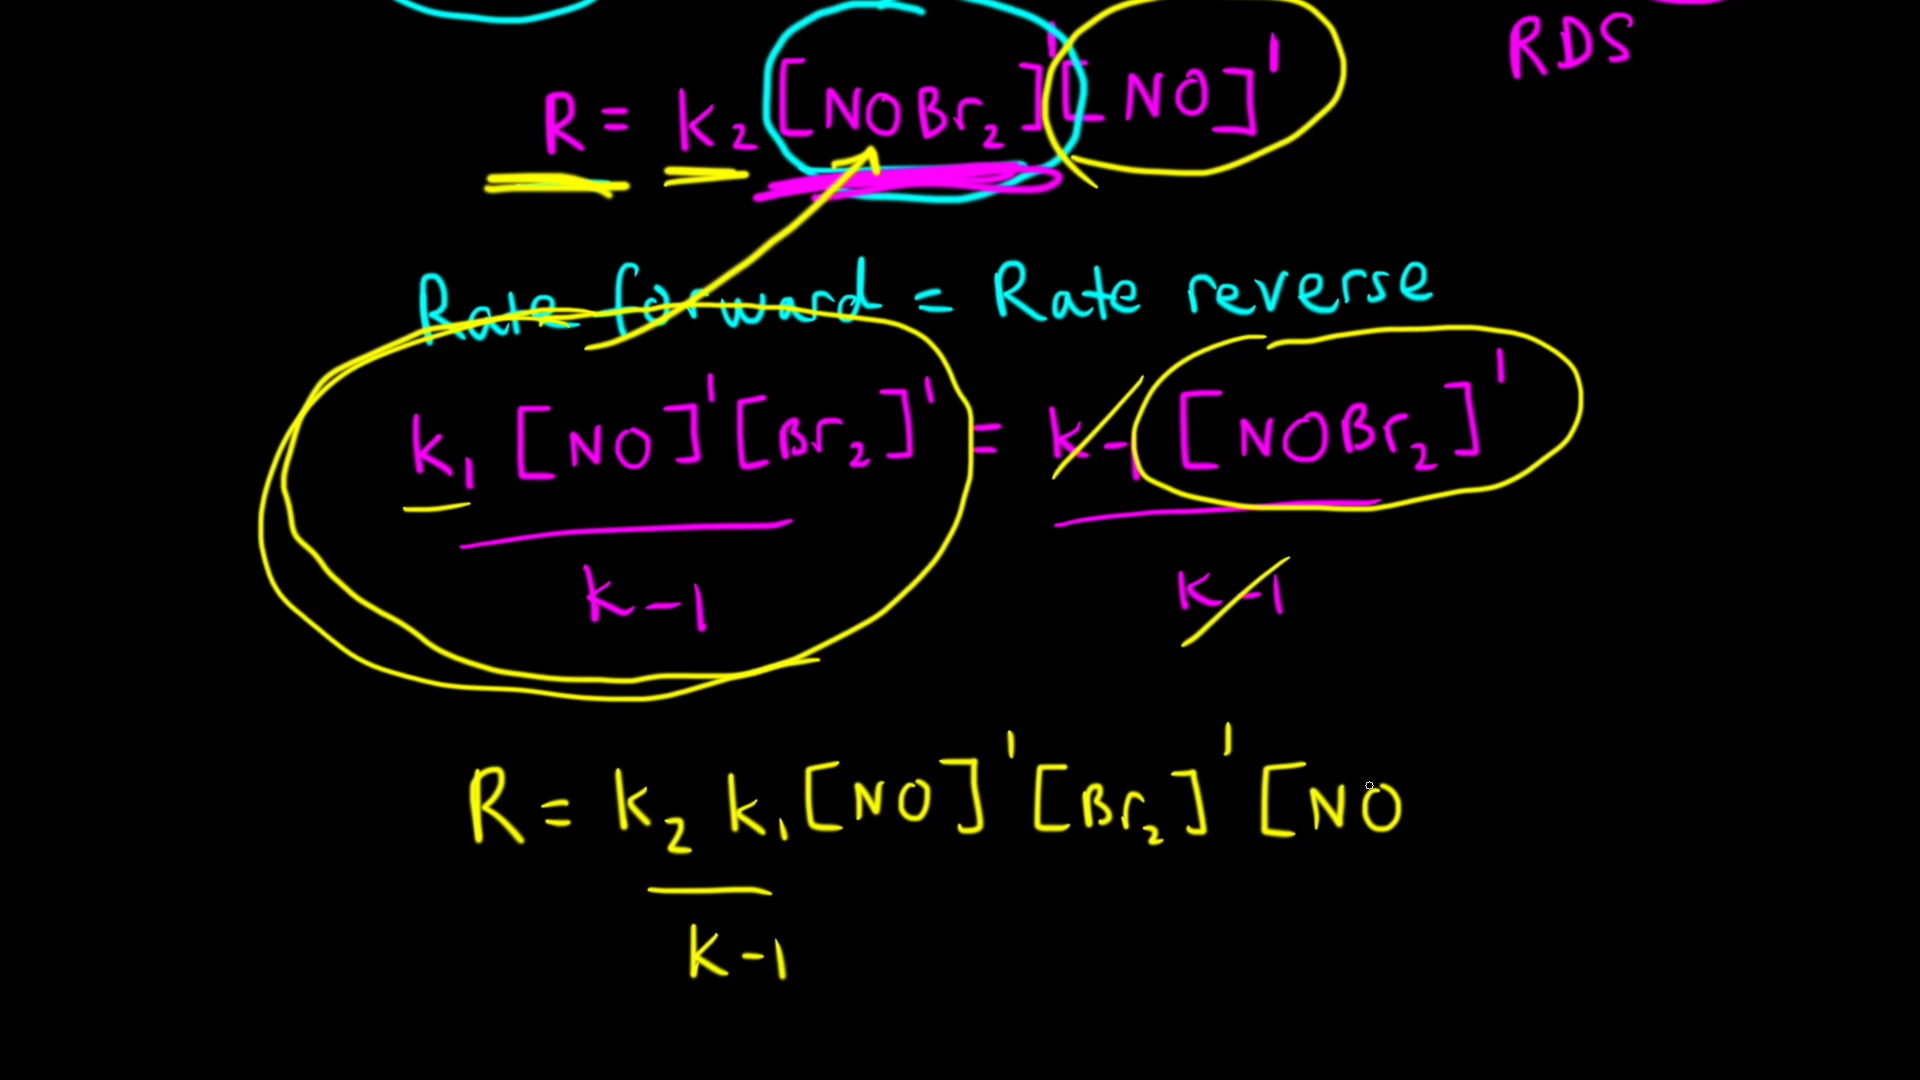 RDS
R = k₂ [NOBr₂]¹ [NO]¹
Rate forward = Rate reverse
k₁ [NO]¹ [Br₂]¹ = k-1 [NOBr₂]¹
k-1 k-1
R = k₂ k₁ [NO]¹ [Br₂]¹ [NO
k-1